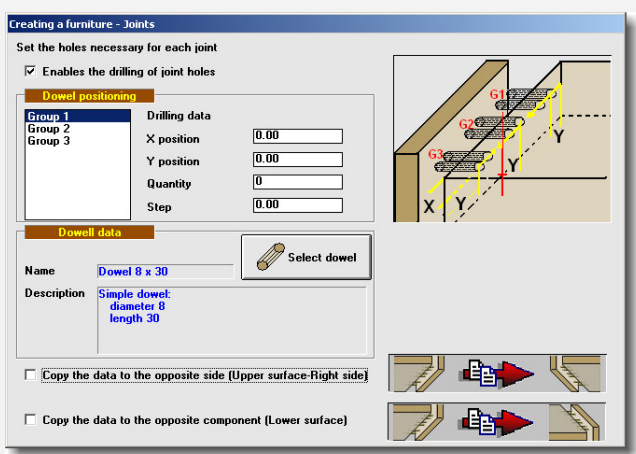 Creating a furniture - Joints
Set the holes necessary for each joint
Enables the drilling of joint holes
Dowel positioning
Group 1
Group 2
Group 3
Drilling data
X position 0.00
Y position 0.00
Quantity 0
Step 0.00
G1
G2
G3
Y
Y
X
Y
Dowell data
Select dowel
Name Dowel 8 x 30
Description Simple dowel:
diameter 8
length 30
Copy the data to the opposite side (Upper surface-Right side)
Copy the data to the opposite component (Lower surface)